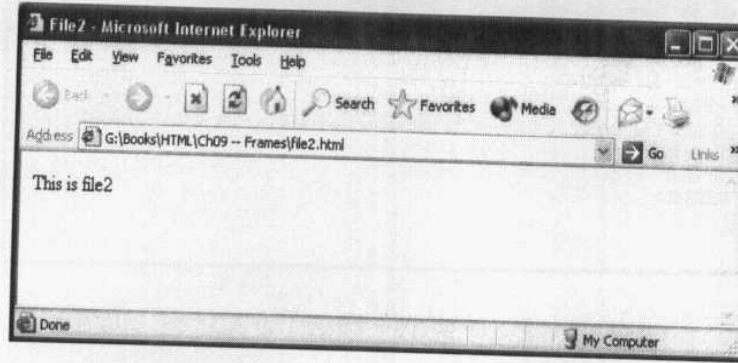 File2 - Microsoft Internet Explorer
File Edit View Favorites Tools Help
Back Search Favorites Media
Address G:\Books\HTML\Ch09 -- Frames\file2.html Go Links »
This is file2
Done My Computer